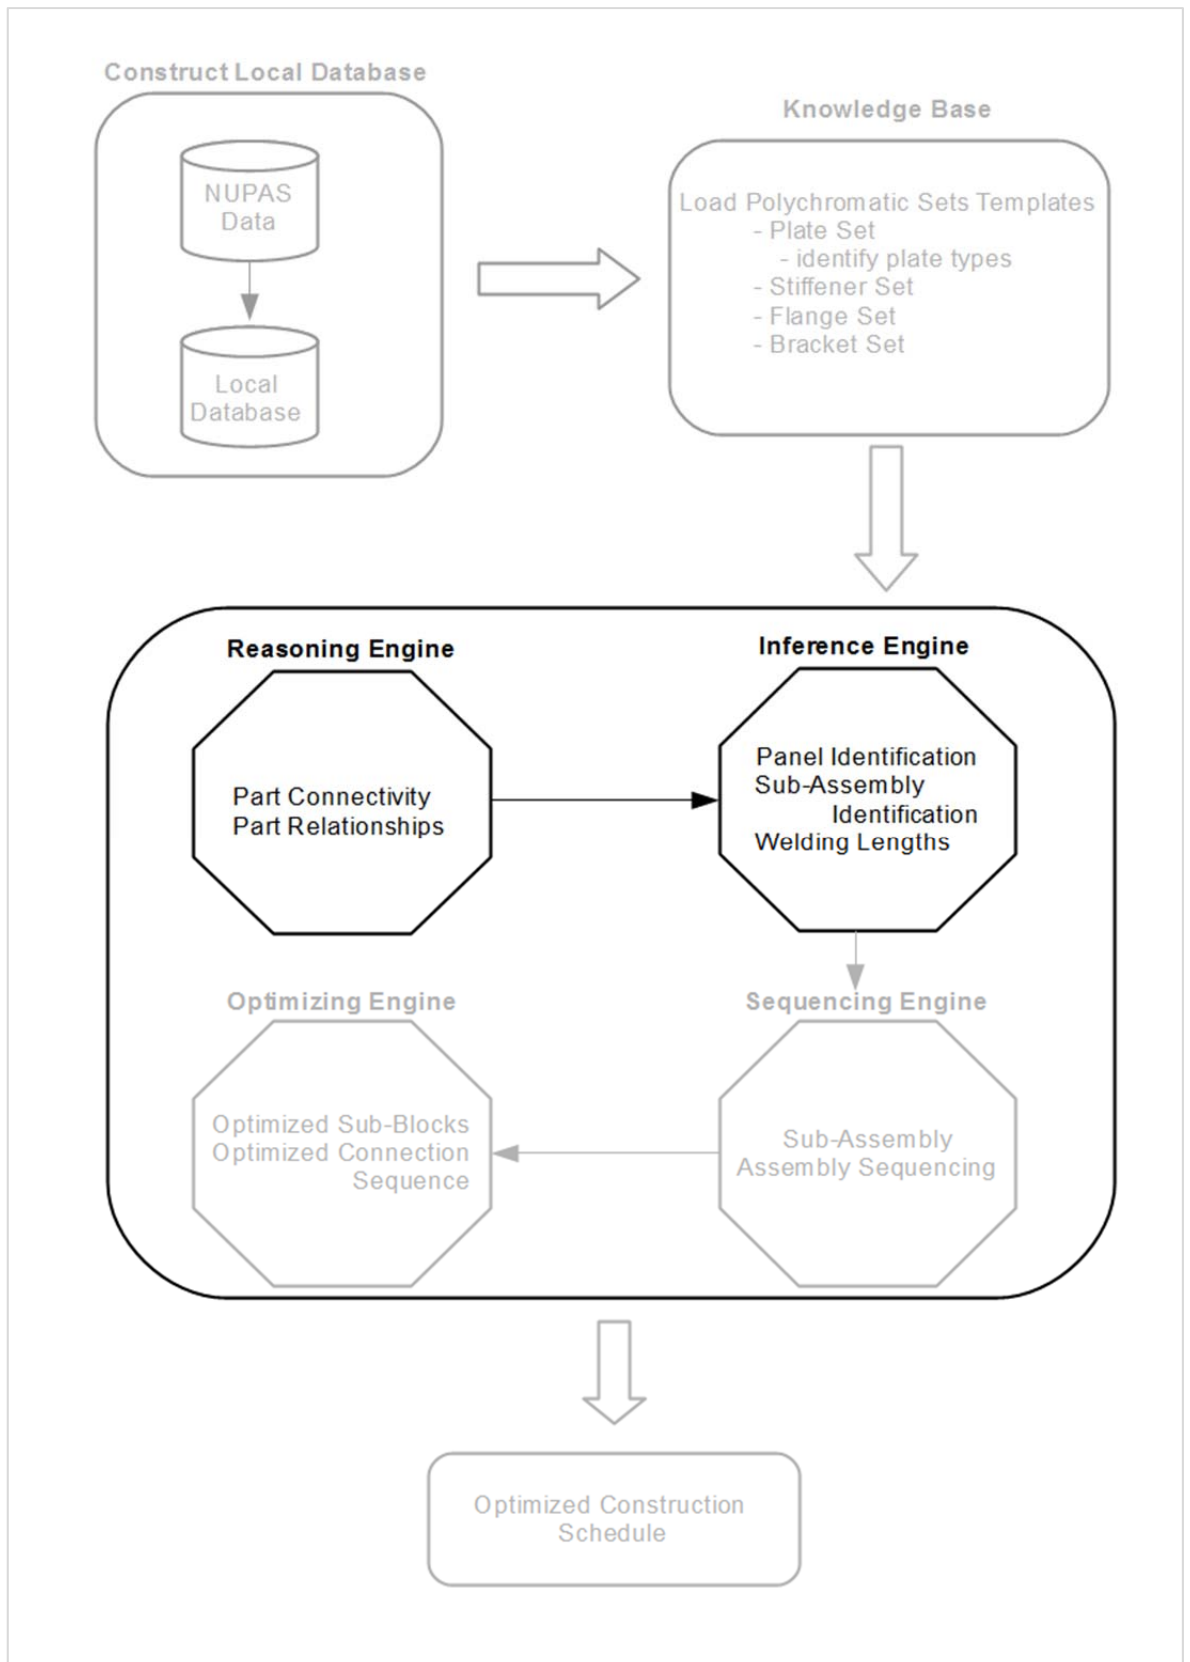 Construct Local Database
NUPAS
Data
Local
Database
Knowledge Base
Load Polychromatic Sets Templates
- Plate Set
- identify plate types
- Stiffener Set
- Flange Set
- Bracket Set
Reasoning Engine
Part Connectivity
Part Relationships
Inference Engine
Panel Identification
Sub-Assembly
Identification
Welding Lengths
Optimizing Engine
Optimized Sub-Blocks
Optimized Connection
Sequence
Sequencing Engine
Sub-Assembly
Assembly Sequencing
Optimized Construction
Schedule